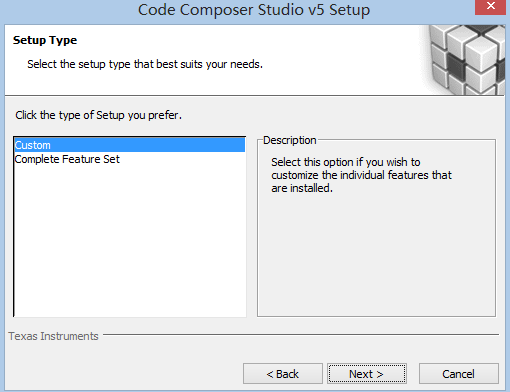 Code Composer Studio v5 Setup
Setup Type
Select the setup type that best suits your needs.
Click the type of Setup you prefer.
Custom
Complete Feature Set
Description
Select this option if you wish to
customize the individual features that
are installed.
Texas Instruments
< Back
Next >
Cancel